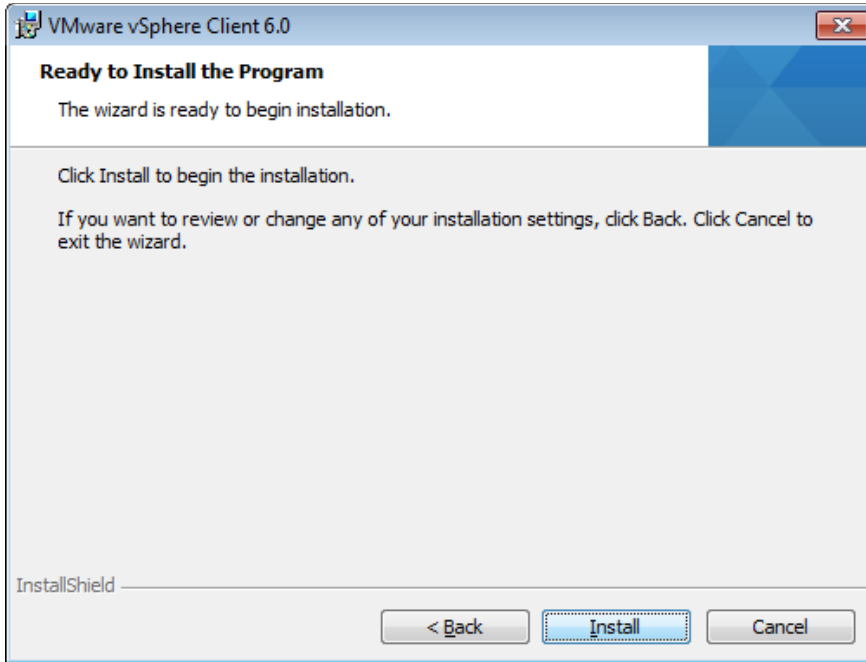 VMware vSphere Client 6.0
Ready to Install the Program
The wizard is ready to begin installation.
Click Install to begin the installation.
If you want to review or change any of your installation settings, click Back. Click Cancel to
exit the wizard.
InstallShield
< Back
Install
Cancel